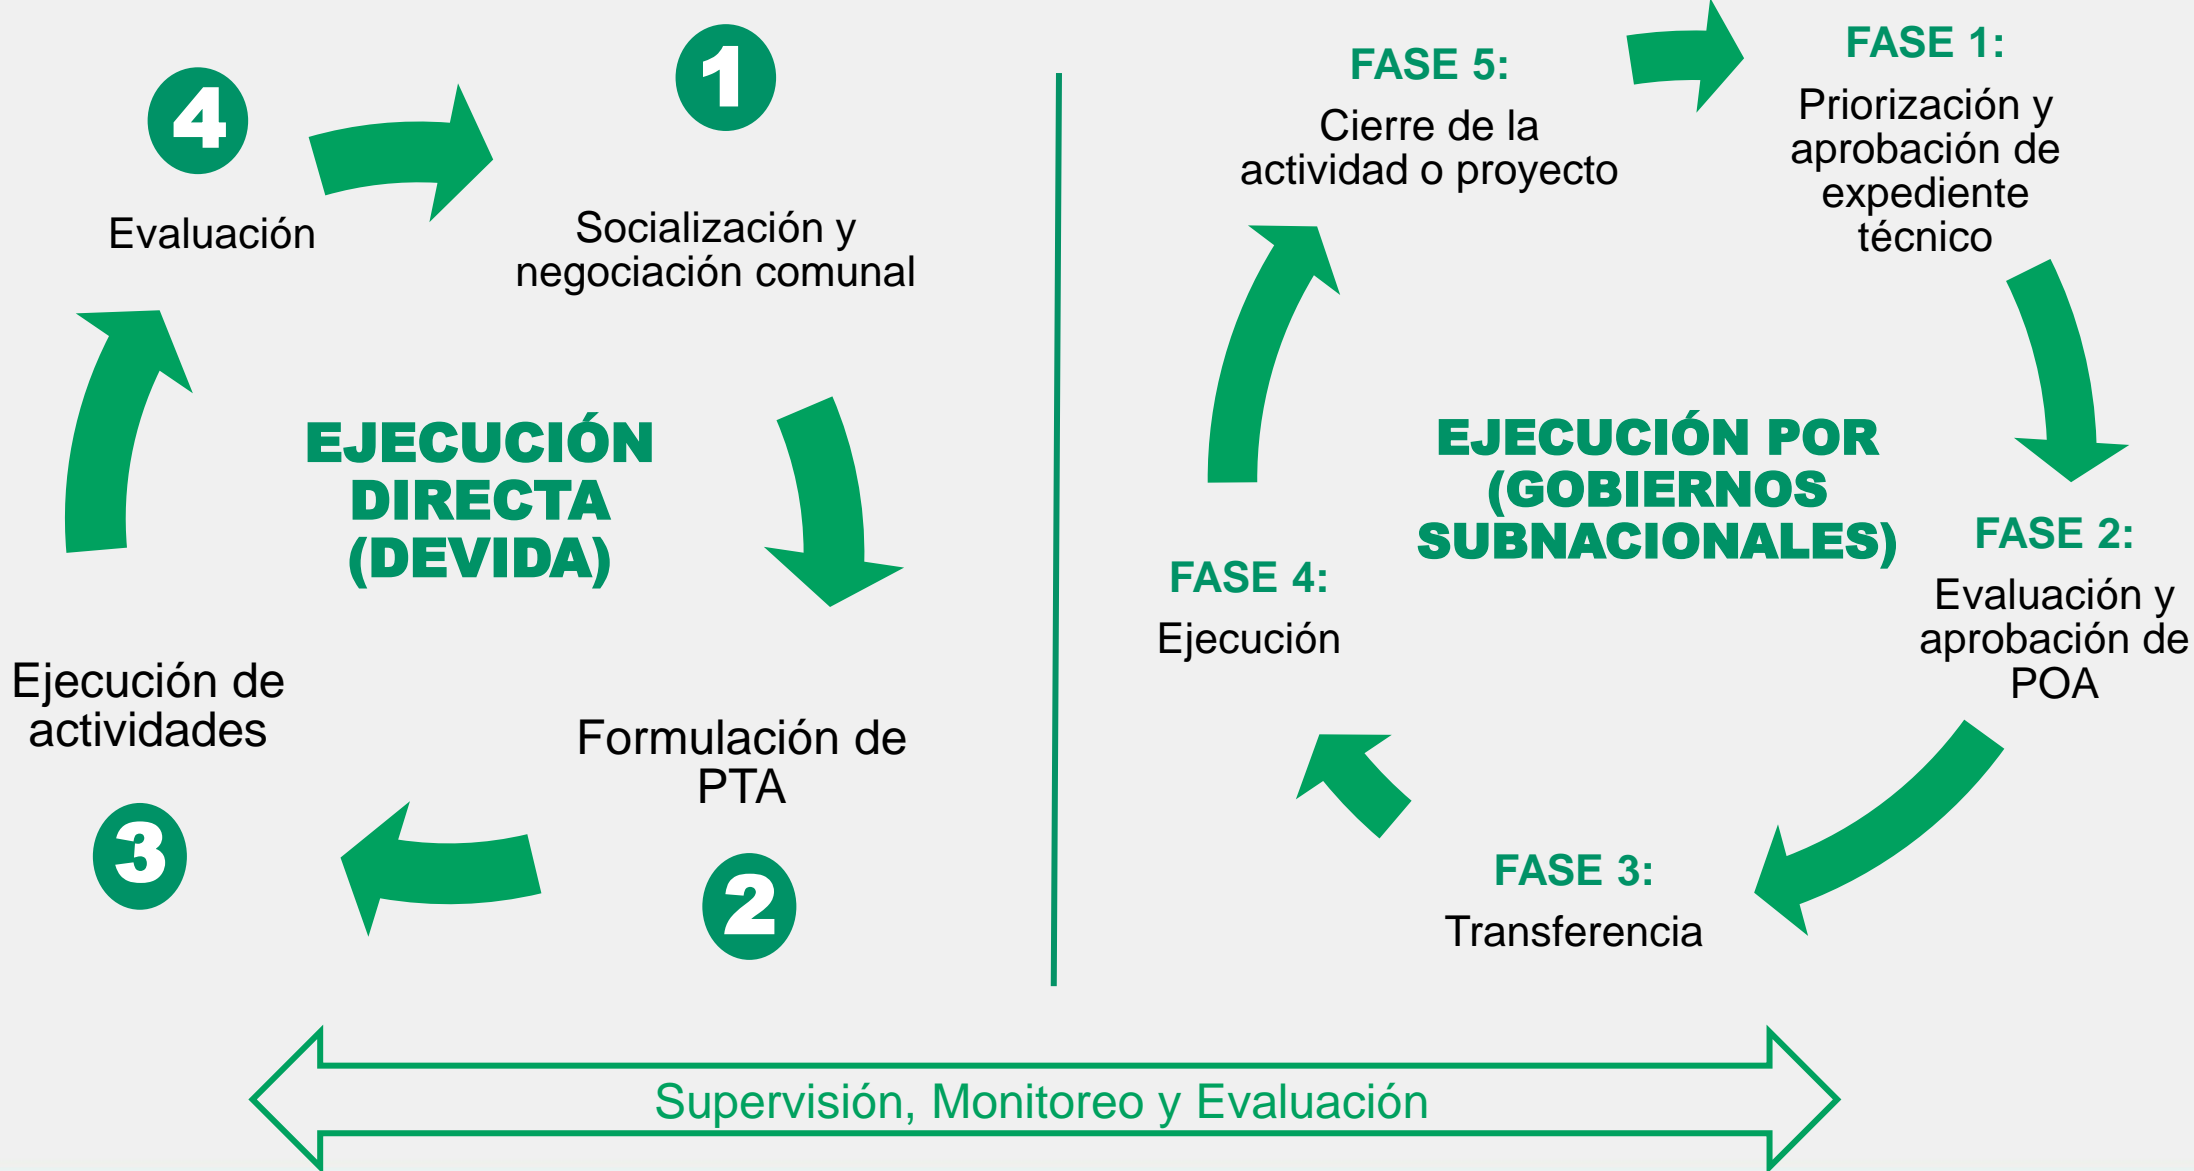 1
Socialización y
negociación comunal
2
Formulación de
PTA
3
Ejecución de
actividades
4
Evaluación
EJECUCIÓN
DIRECTA
(DEVIDA)
FASE 1:
Priorización y
aprobación de
expediente
técnico
FASE 2:
Evaluación y
aprobación de
POA
FASE 3:
Transferencia
FASE 4:
Ejecución
FASE 5:
Cierre de la
actividad o proyecto
EJECUCIÓN POR
(GOBIERNOS
SUBNACIONALES)
Supervisión, Monitoreo y Evaluación